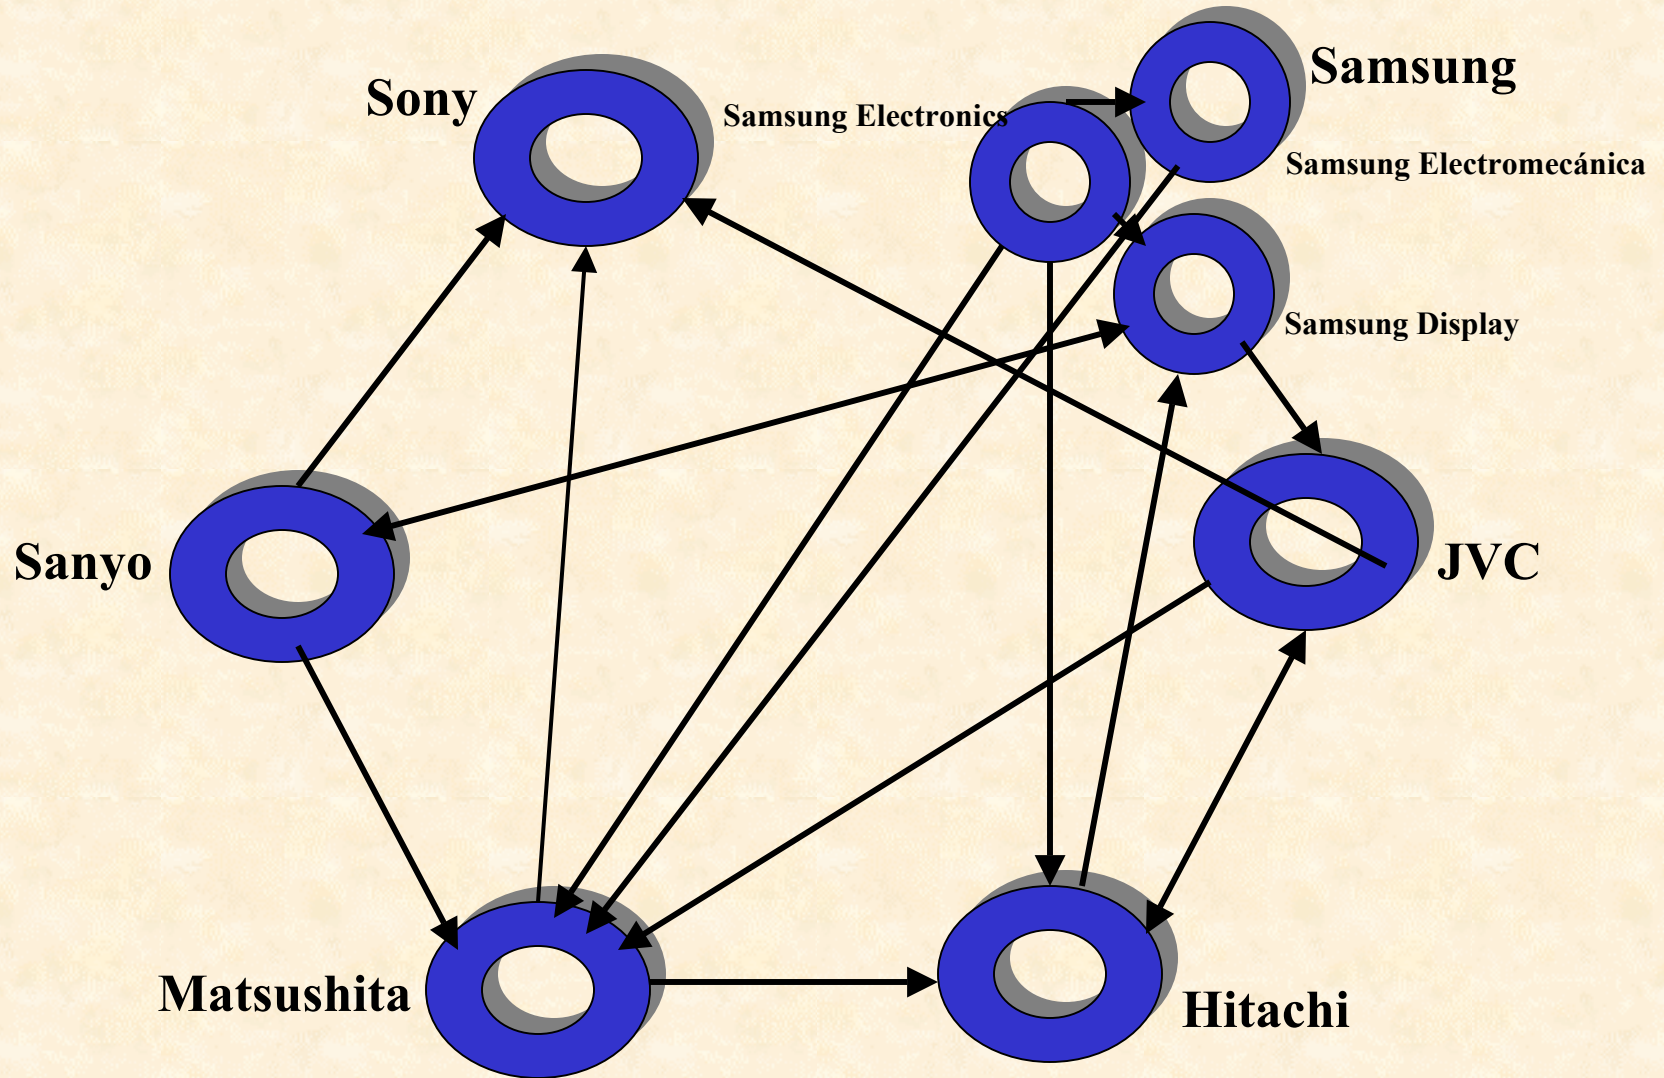 Samsung
Sony
Samsung Electronics
Samsung Electromecánica
Samsung Display
Sanyo
JVC
Matsushita
Hitachi